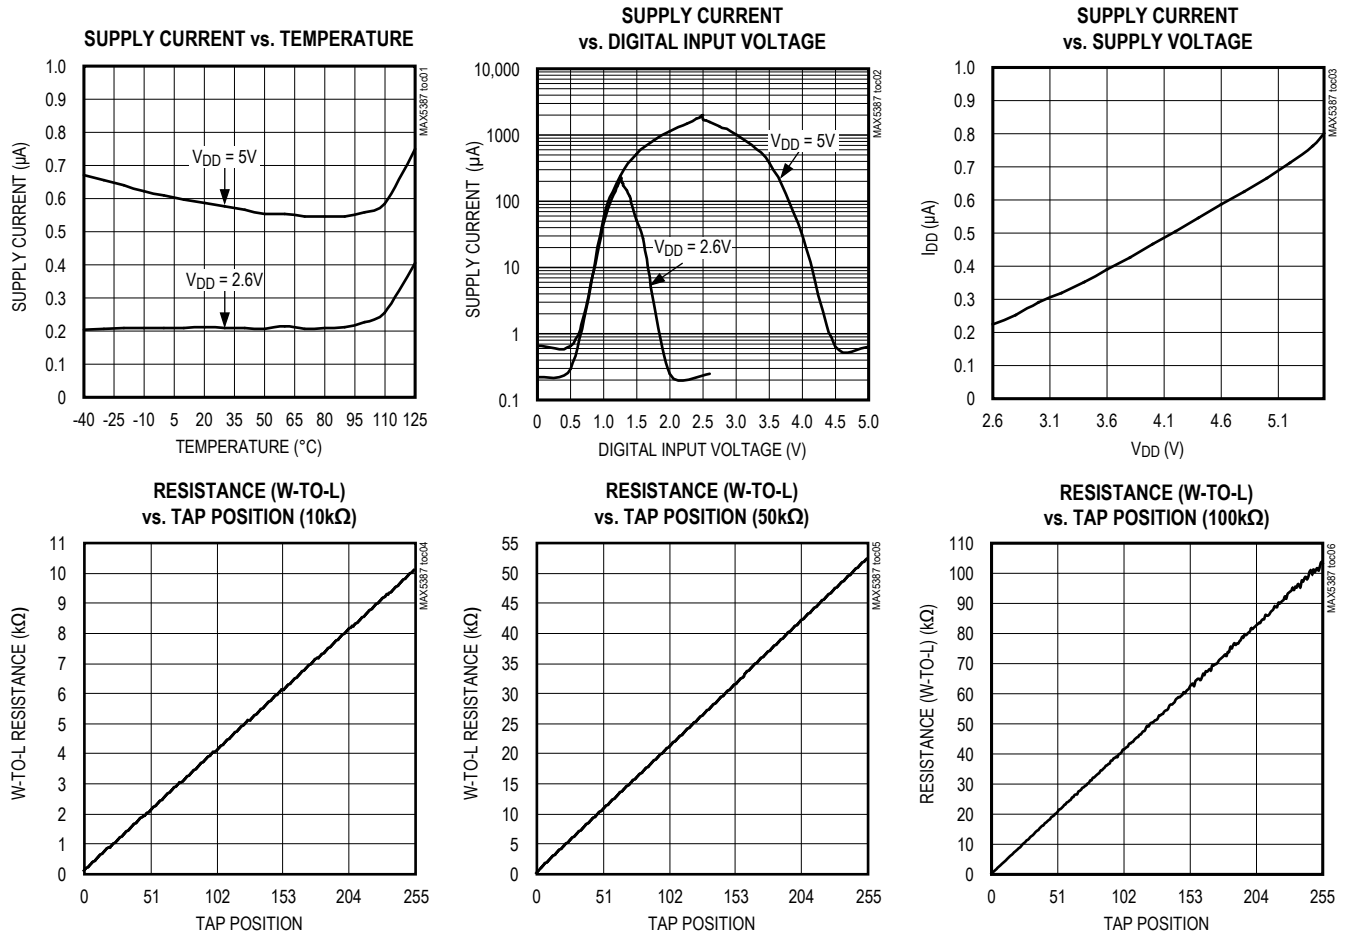 SUPPLY CURRENT vs. TEMPERATURE
1.0
0.9
0.8
0.7
0.6
0.5
0.4
0.3
0.2
0.1
0
SUPPLY CURRENT (µA)
VDD = 5V
VDD = 2.6V
-40 -25 -10 5 20 35 50 65 80 95 110 125
TEMPERATURE (°C)
MAX5387 toc01
SUPPLY CURRENT
vs. DIGITAL INPUT VOLTAGE
10,000
1000
100
10
1
0.1
SUPPLY CURRENT (µA)
VDD = 5V
VDD = 2.6V
0 0.5 1.0 1.5 2.0 2.5 3.0 3.5 4.0 4.5 5.0
DIGITAL INPUT VOLTAGE (V)
MAX5387 toc02
SUPPLY CURRENT
vs. SUPPLY VOLTAGE
1.0
0.9
0.8
0.7
0.6
0.5
0.4
0.3
0.2
0.1
0
IDD (µA)
2.6 3.1 3.6 4.1 4.6 5.1
VDD (V)
MAX5387 toc03
RESISTANCE (W-TO-L)
vs. TAP POSITION (10kΩ)
11
10
9
8
7
6
5
4
3
2
1
0
W-TO-L RESISTANCE (kΩ)
0 51 102 153 204 255
TAP POSITION
MAX5387 toc04
RESISTANCE (W-TO-L)
vs. TAP POSITION (50kΩ)
55
50
45
40
35
30
25
20
15
10
5
0
W-TO-L RESISTANCE (kΩ)
0 51 102 153 204 255
TAP POSITION
MAX5387 toc05
RESISTANCE (W-TO-L)
vs. TAP POSITION (100kΩ)
110
100
90
80
70
60
50
40
30
20
10
0
RESISTANCE (W-TO-L) (kΩ)
0 51 102 153 204 255
TAP POSITION
MAX5387 toc06